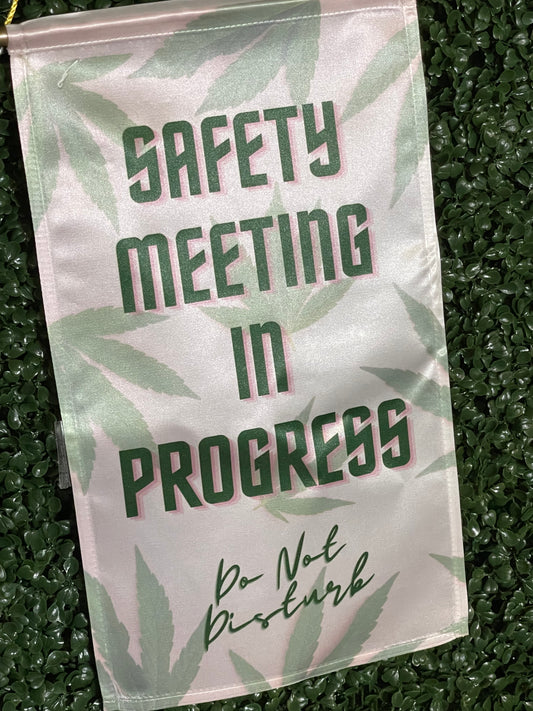 SAFETY
MEETING
IN
PROGRESS
Do Not
Disturb